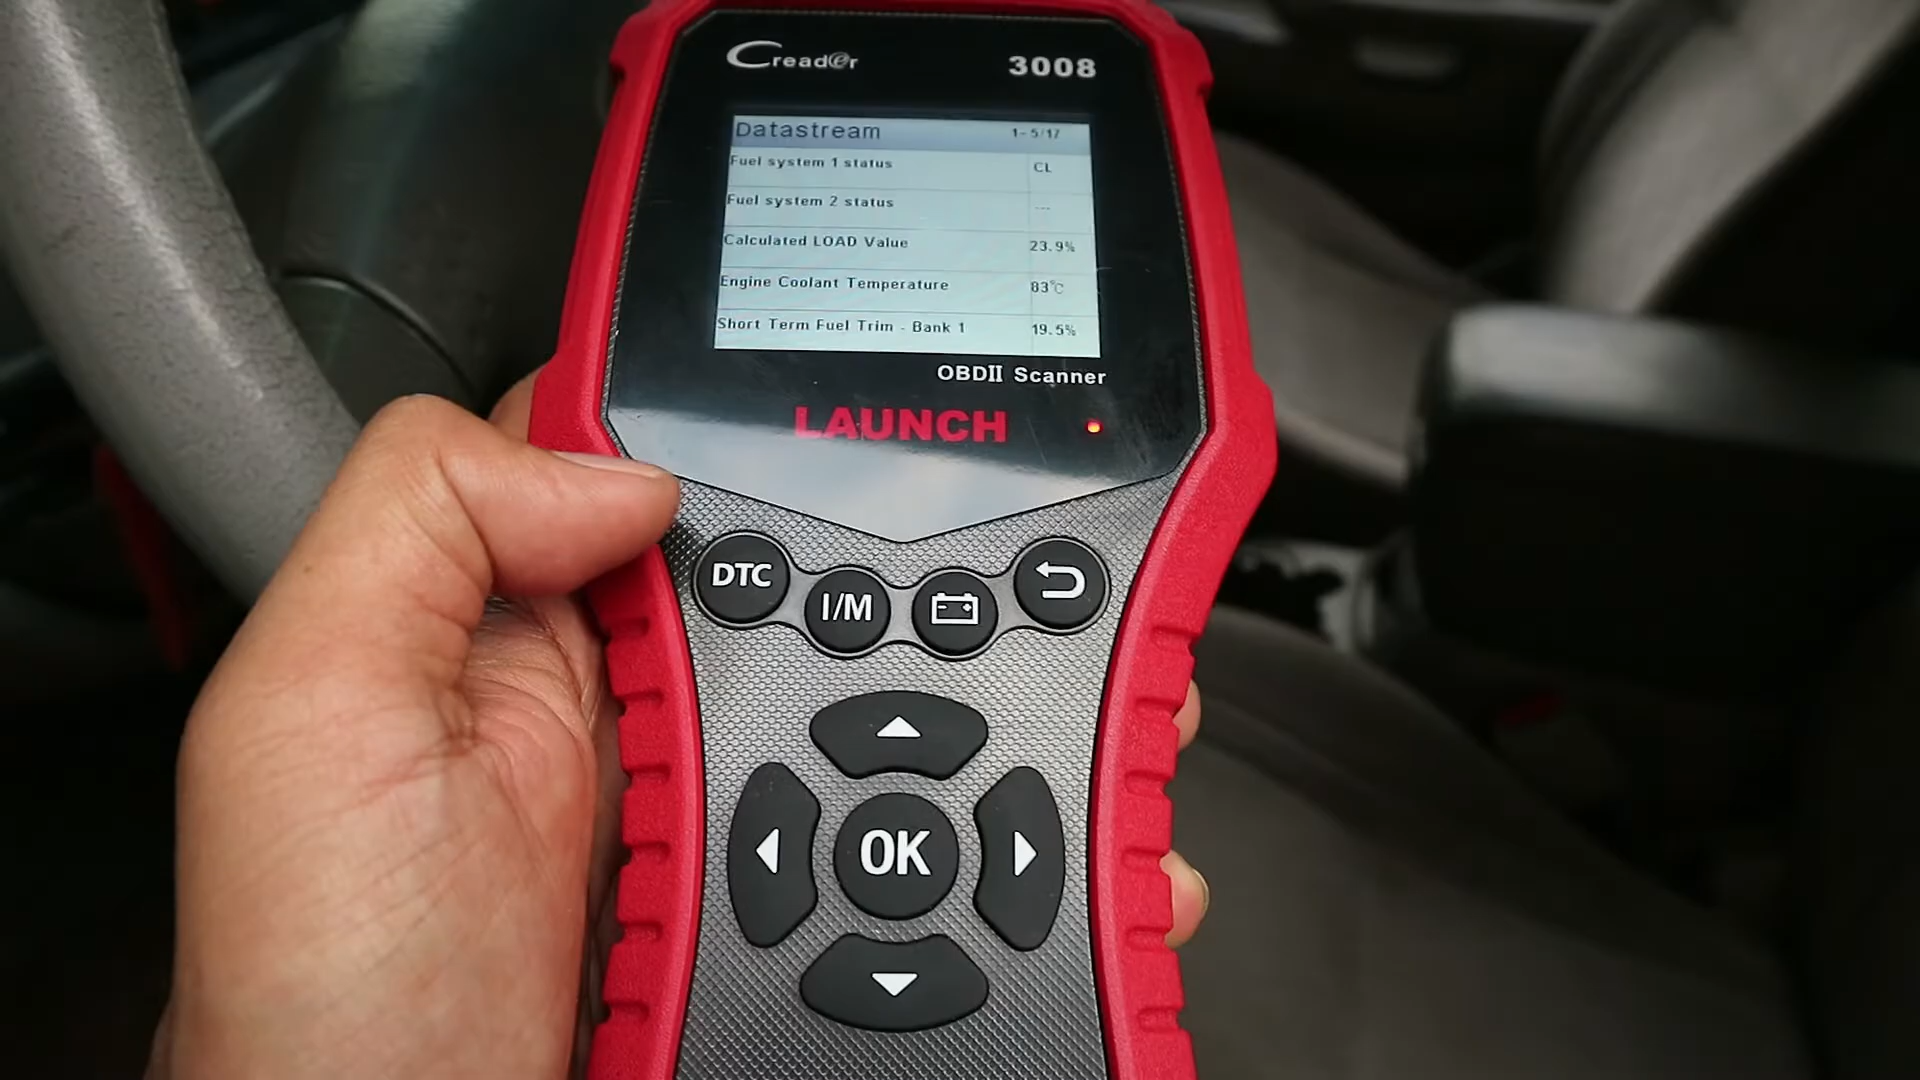 Creader 3008
Datastream 1-5/17
Fuel system 1 status CL
Fuel system 2 status ---
Calculated LOAD Value 23.9%
Engine Coolant Temperature 83℃
Short Term Fuel Trim - Bank 1 19.5%
OBDII Scanner
LAUNCH
DTC
I/M
OK